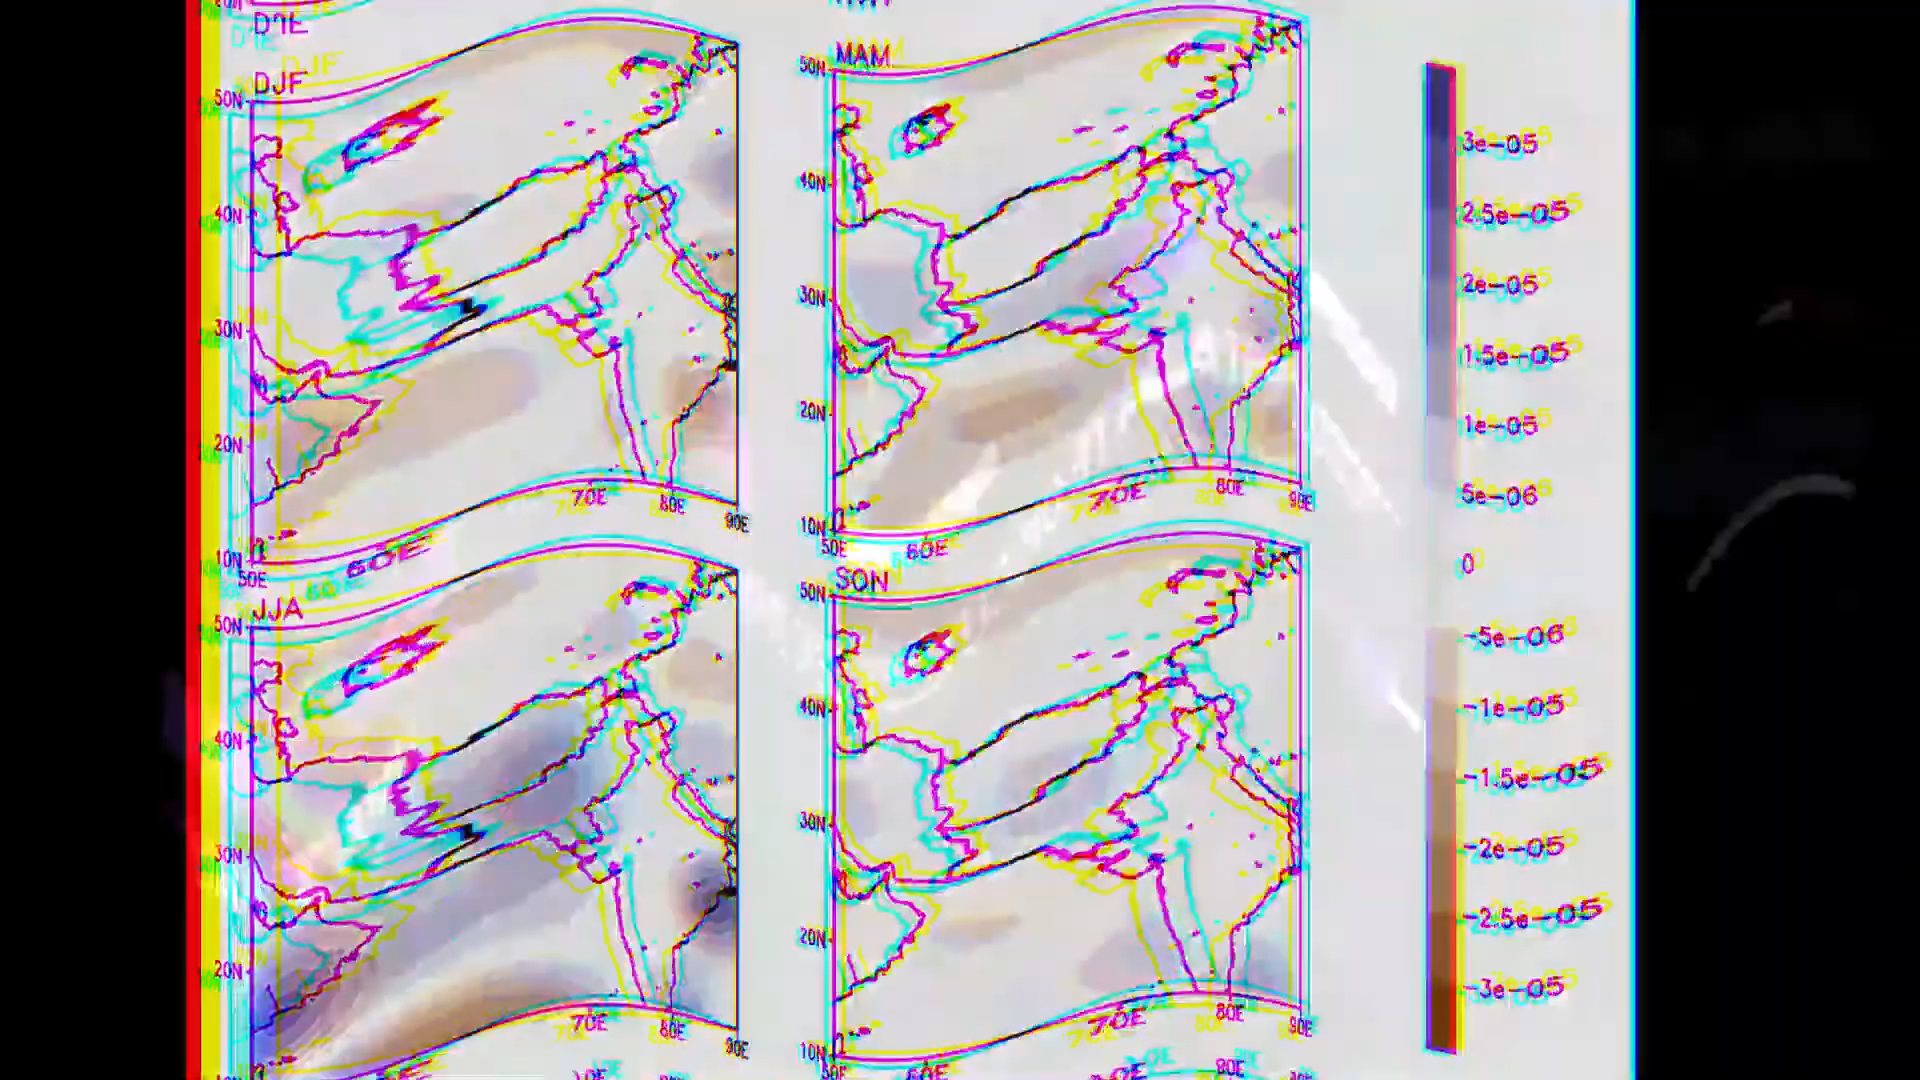 DJF
MAM
50N
40N
30N
20N
10N
50E
60E
70E
80E
90E
50N
40N
30N
20N
10N
50E
60E
70E
80E
90E
JJA
SON
50N
40N
30N
20N
70E
80E
90E
50N
40N
30N
20N
10N
50E
60E
70E
80E
90E
3e-05
2.5e-05
2e-05
1.5e-05
1e-05
5e-06
0
-5e-06
-1e-05
-1.5e-05
-2e-05
-2.5e-05
-3e-05